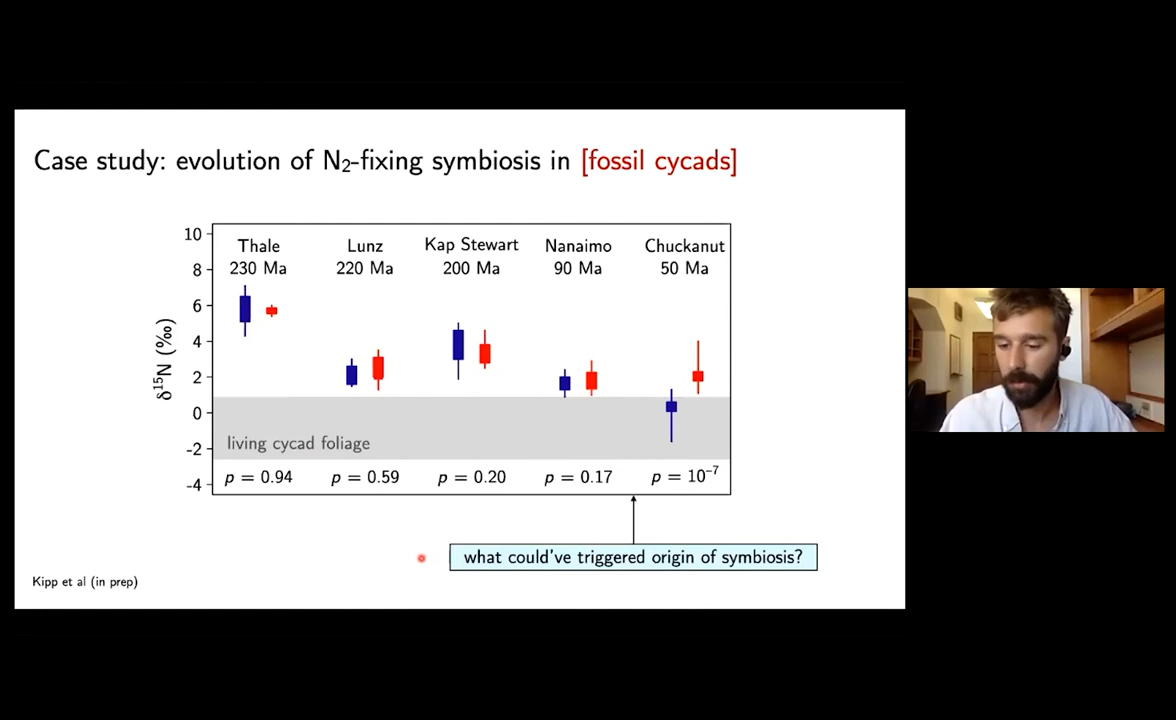 Case study: evolution of N₂-fixing symbiosis in [fossil cycads]
δ¹⁵N (‰)
10
8
6
4
2
0
-2
-4
Thale Lunz Kap Stewart Nanaimo Chuckanut
230 Ma 220 Ma 200 Ma 90 Ma 50 Ma
living cycad foliage
p = 0.94 p = 0.59 p = 0.20 p = 0.17 p = 10⁻⁷
what could've triggered origin of symbiosis?
Kipp et al (in prep)